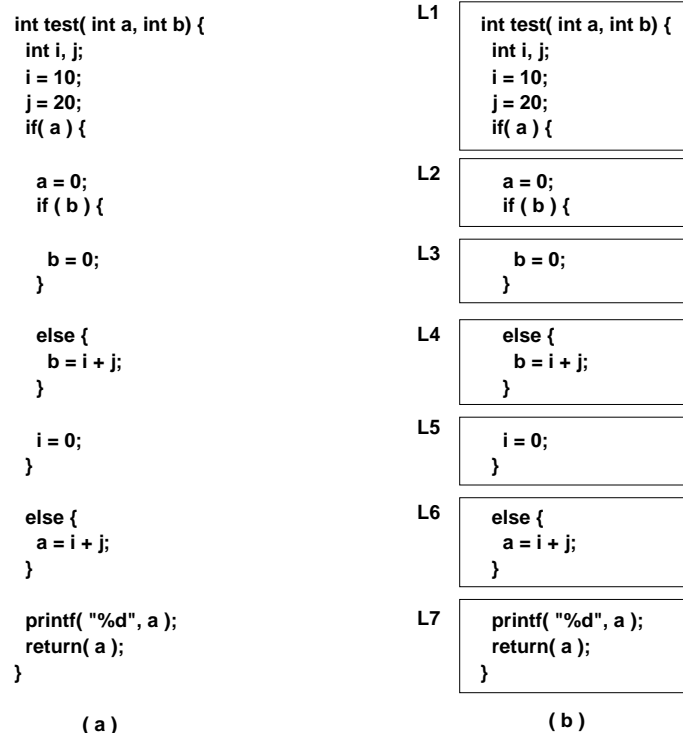 int test( int a, int b) {
int i, j;
i = 10;
j = 20;
if( a ) {
a = 0;
if ( b ) {
b = 0;
}
else {
b = i + j;
}
i = 0;
}
else {
a = i + j;
}
printf( "%d", a );
return( a );
}
( a )
L1
int test( int a, int b) {
int i, j;
i = 10;
j = 20;
if( a ) {
L2
a = 0;
if ( b ) {
L3
b = 0;
}
L4
else {
b = i + j;
}
L5
i = 0;
}
L6
else {
a = i + j;
}
L7
printf( "%d", a );
return( a );
}
( b )